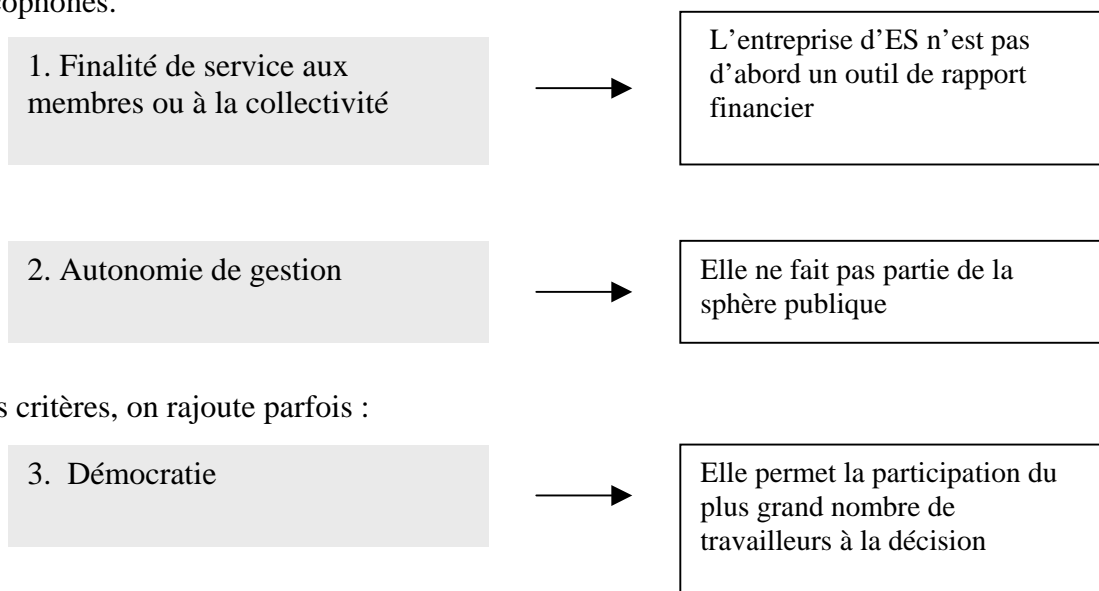 cophones.
1. Finalité de service aux
membres ou à la collectivité
L’entreprise d’ES n’est pas
d’abord un outil de rapport
financier
2. Autonomie de gestion
Elle ne fait pas partie de la
sphère publique
s critères, on rajoute parfois :
3. Démocratie
Elle permet la participation du
plus grand nombre de
travailleurs à la décision